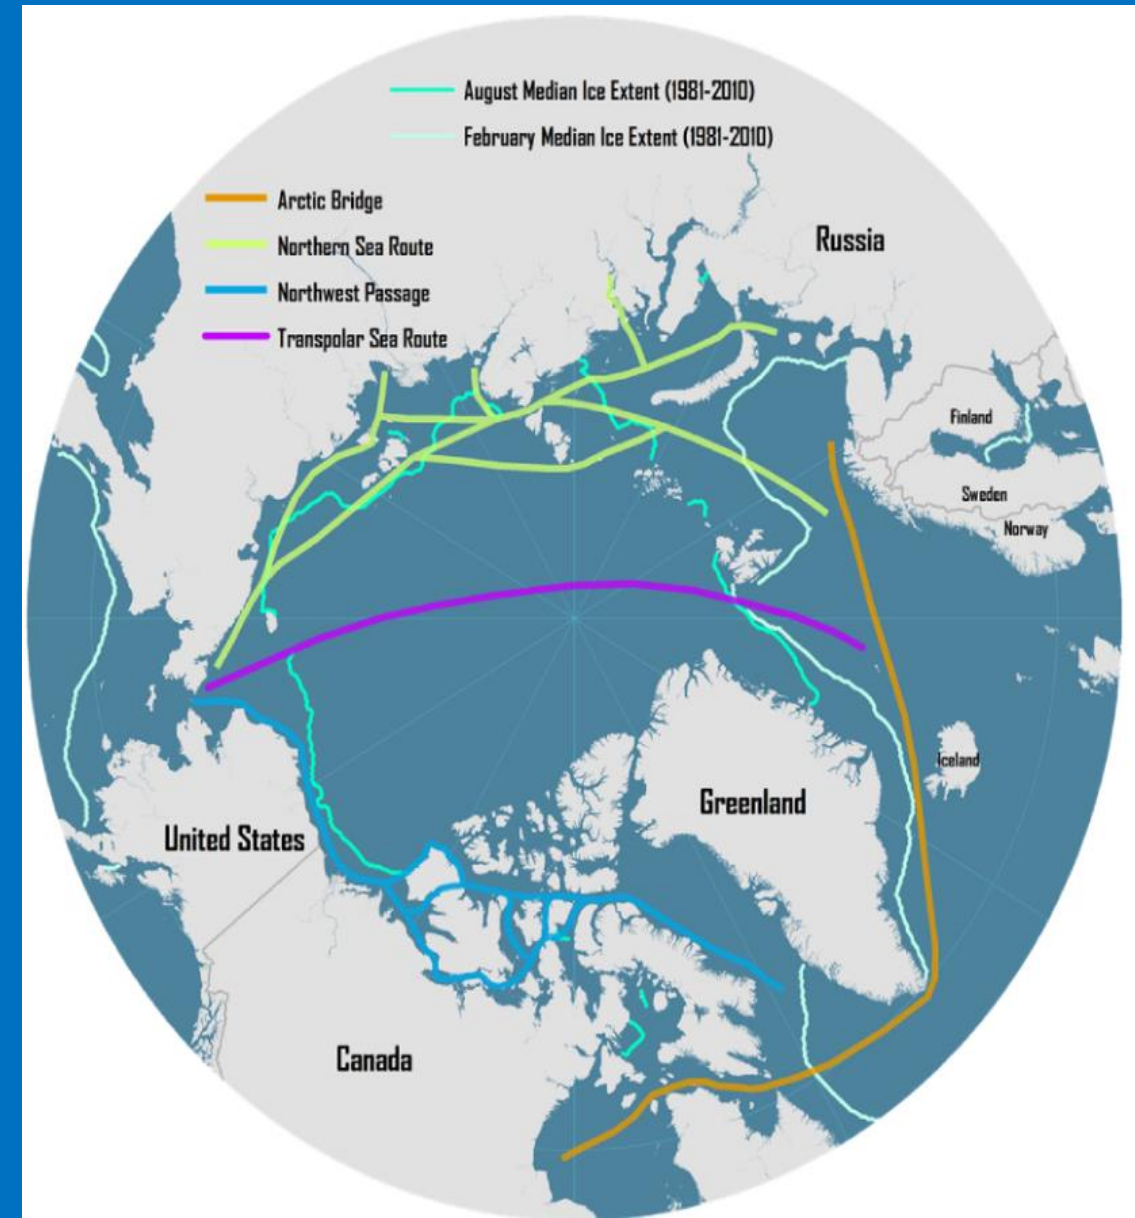 August Median Ice Extent (1981-2010)
February Median Ice Extent (1981-2010)
Arctic Bridge
Northern Sea Route
Northwest Passage
Transpolar Sea Route
Russia
Finland
Sweden
Norway
Iceland
Greenland
United States
Canada